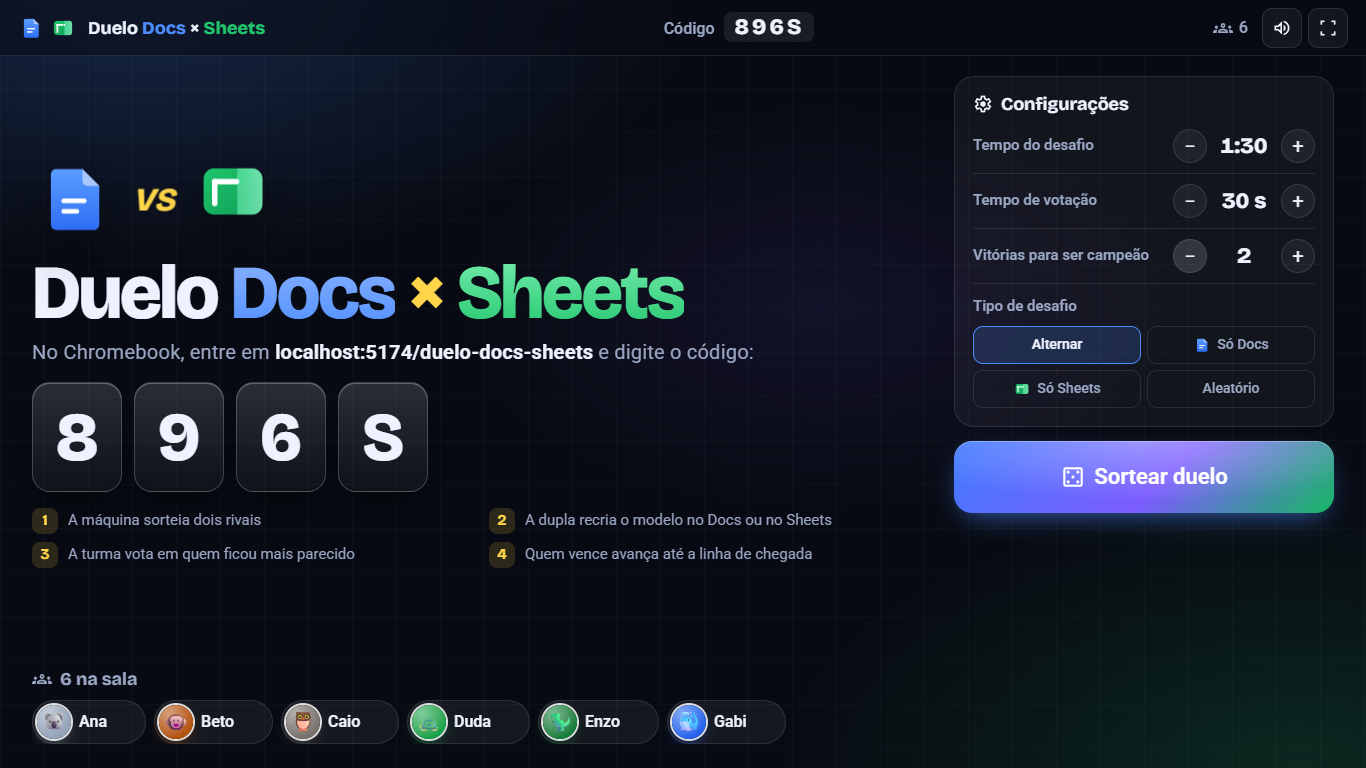 Duelo Docs × Sheets
Código 896S
6
VS
Duelo Docs × Sheets
No Chromebook, entre em localhost:5174/duelo-docs-sheets e digite o código:
8 9 6 S
1 A máquina sorteia dois rivais
2 A dupla recria o modelo no Docs ou no Sheets
3 A turma vota em quem ficou mais parecido
4 Quem vence avança até a linha de chegada
6 na sala
Ana
Beto
Caio
Duda
Enzo
Gabi
Configurações
Tempo do desafio − 1:30 +
Tempo de votação − 30 s +
Vitórias para ser campeão − 2 +
Tipo de desafio
Alternar
Só Docs
Só Sheets
Aleatório
Sortear duelo